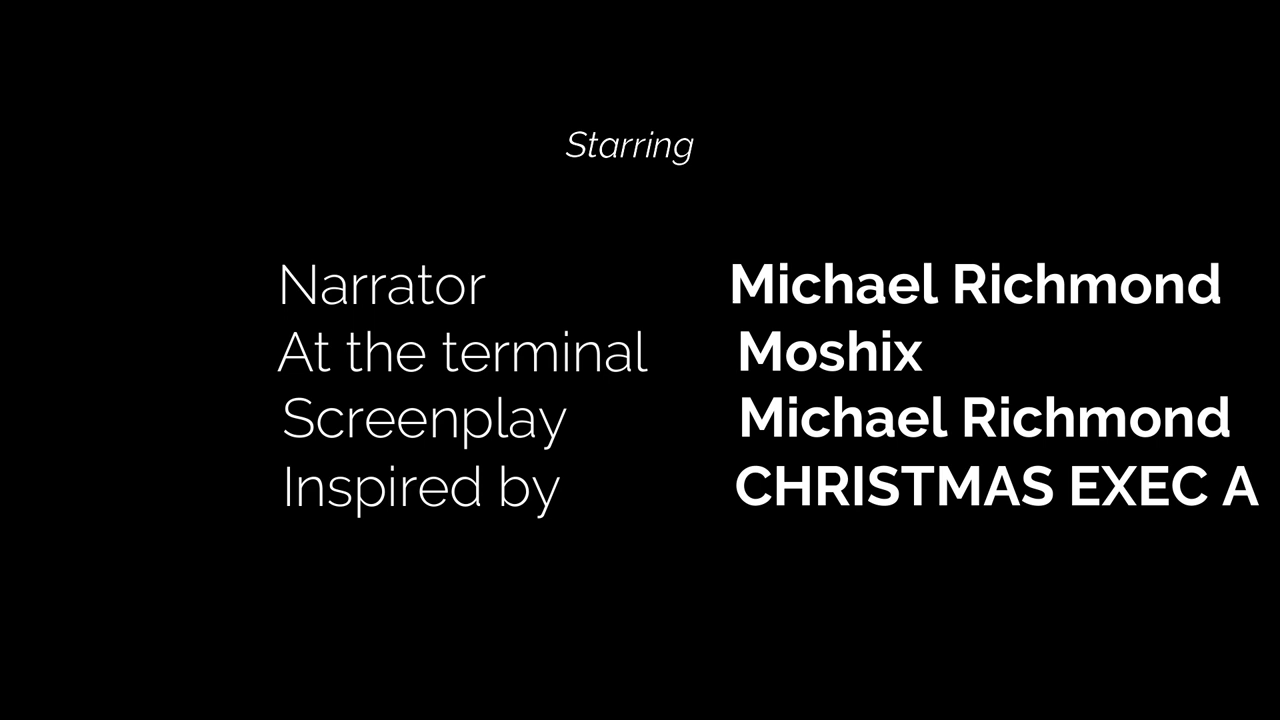 Starring
Narrator Michael Richmond
At the terminal Moshix
Screenplay Michael Richmond
Inspired by CHRISTMAS EXEC A